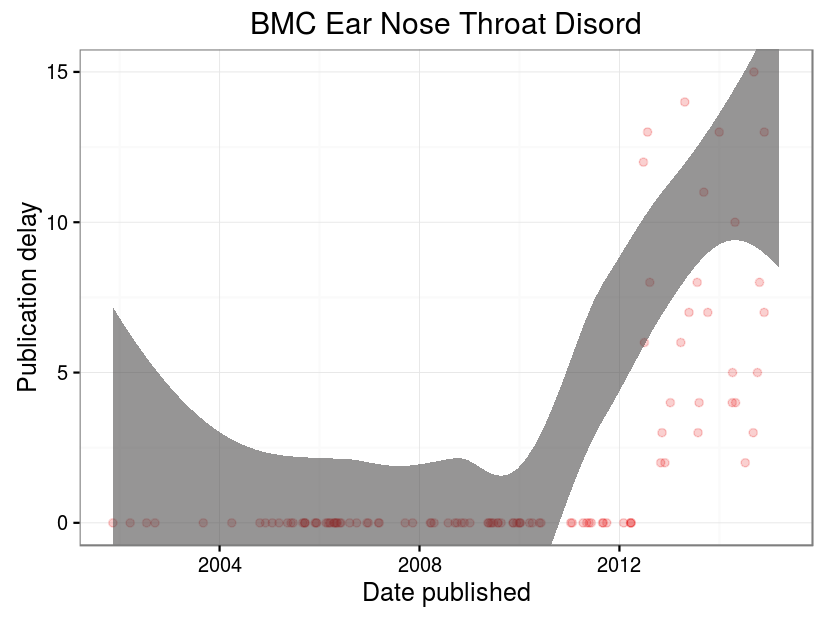 BMC Ear Nose Throat Disord
Publication delay
15
10
5
0
2004 2008 2012
Date published